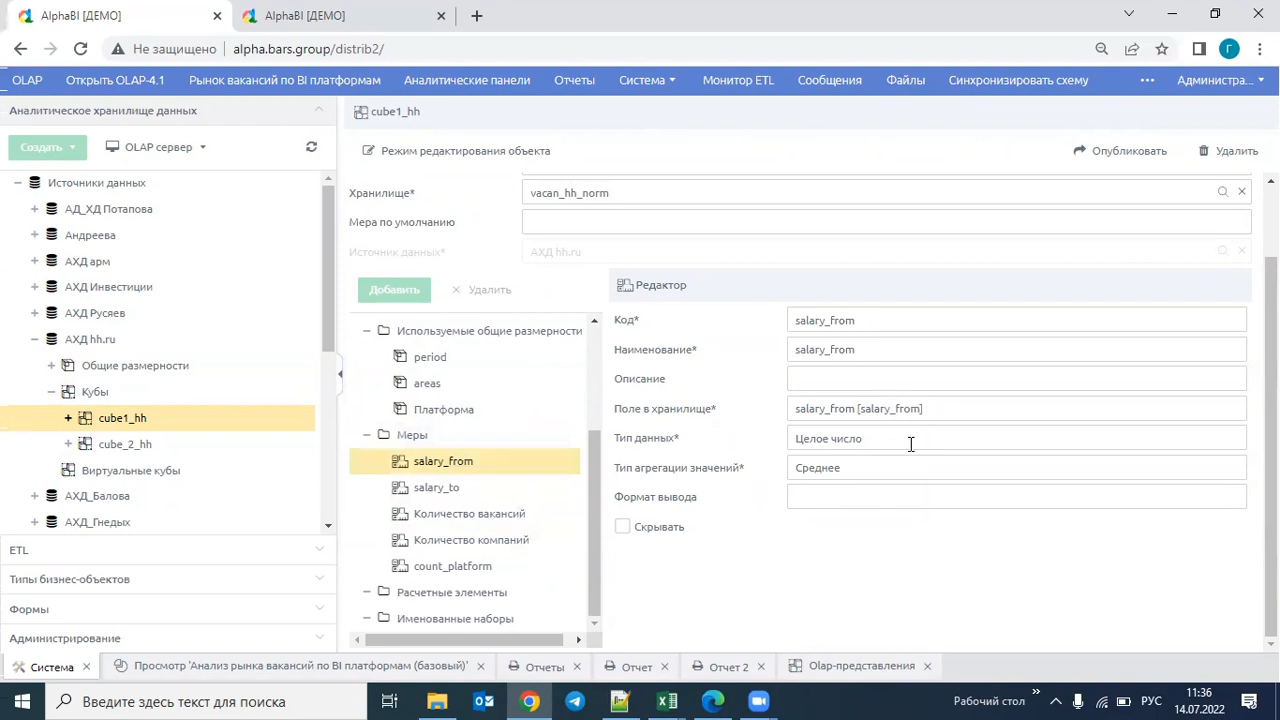 AlphaBI [ДЕМО]
AlphaBI [ДЕМО]
Не защищено
alpha.bars.group/distrib2/
Г
OLAP
Открыть OLAP-4.1
Рынок вакансий по BI платформам
Аналитические панели
Отчеты
Система
Монитор ETL
Сообщения
Файлы
Синхронизировать схему
Администра...
Аналитическое хранилище данных
Создать
OLAP сервер
Источники данных
АД_ХД Потапова
Андреева
АХД арм
АХД Инвестиции
АХД Русяев
АХД hh.ru
Общие размерности
Кубы
cube1_hh
cube_2_hh
Виртуальные кубы
АХД_Балова
АХД_Гнедых
ETL
Типы бизнес-объектов
Формы
Администрирование
cube1_hh
Режим редактирования объекта
Опубликовать
Удалить
Хранилище*
vacan_hh_norm
Мера по умолчанию
Источник данных*
АХД hh.ru
Добавить
Удалить
Используемые общие размерности
period
areas
Платформа
Меры
salary_from
salary_to
Количество вакансий
Количество компаний
count_platform
Расчетные элементы
Именованные наборы
Редактор
Код*
salary_from
Наименование*
salary_from
Описание
Поле в хранилище*
salary_from [salary_from]
Тип данных*
Целое число
Тип агрегации значений*
Среднее
Формат вывода
Скрывать
Система
Просмотр 'Анализ рынка вакансий по BI платформам (базовый)'
Отчеты
Отчет
Отчет 2
Olap-представления
Введите здесь текст для поиска
Рабочий стол
РУС
11:36
14.07.2022